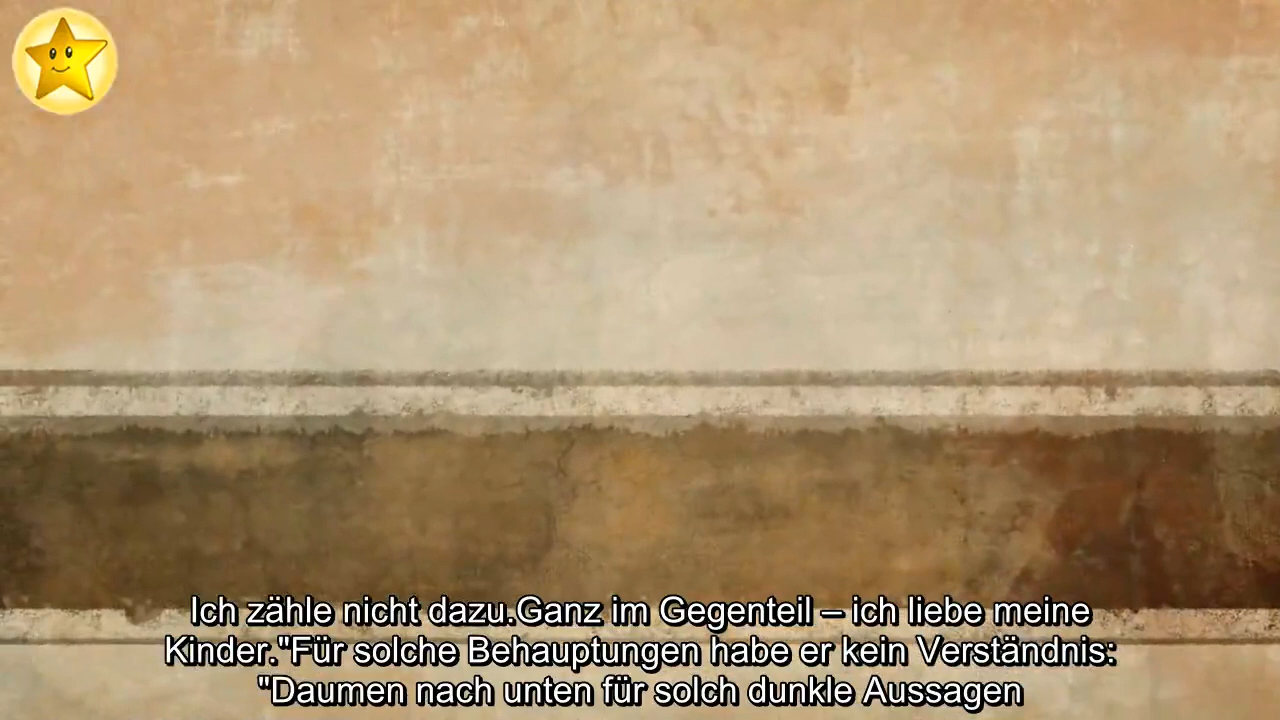 Ich zähle nicht dazu.Ganz im Gegenteil – ich liebe meine
Kinder."Für solche Behauptungen habe er kein Verständnis:
"Daumen nach unten für solch dunkle Aussagen